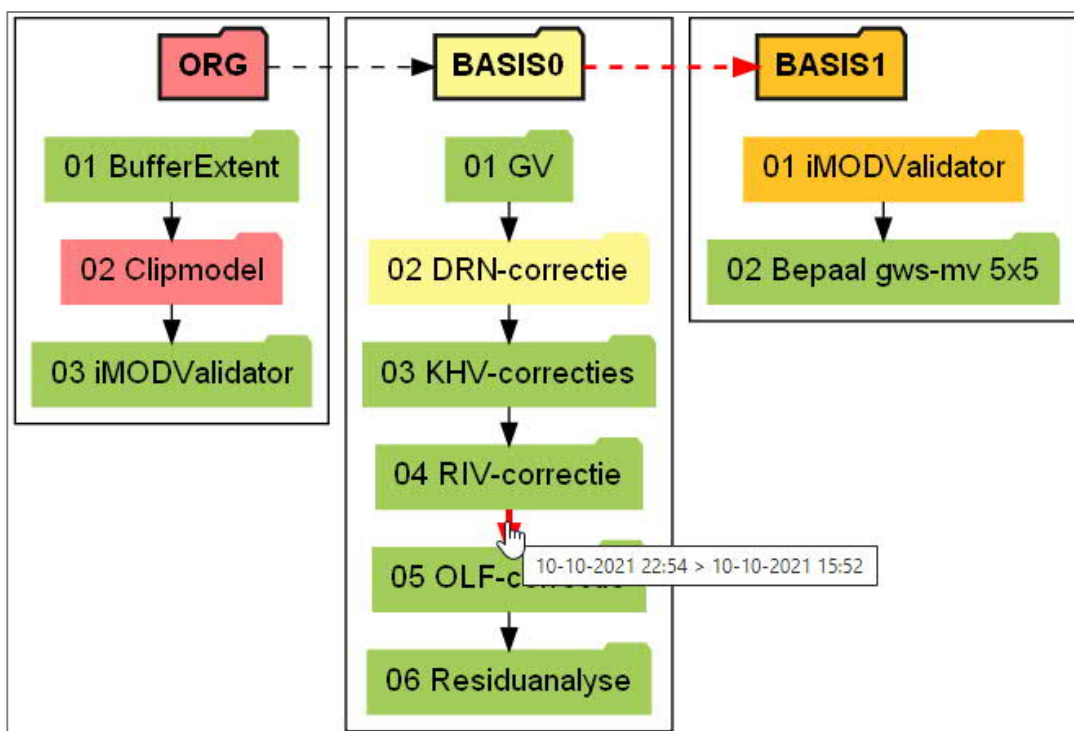 ORG
01 BufferExtent
02 Clipmodel
03 iMODValidator
BASIS0
01 GV
02 DRN-correctie
03 KHV-correcties
04 RIV-correctie
10-10-2021 22:54 > 10-10-2021 15:52
05
06 Residuanalyse
BASIS1
01 iMODValidator
02 Bepaal gws-mv 5x5